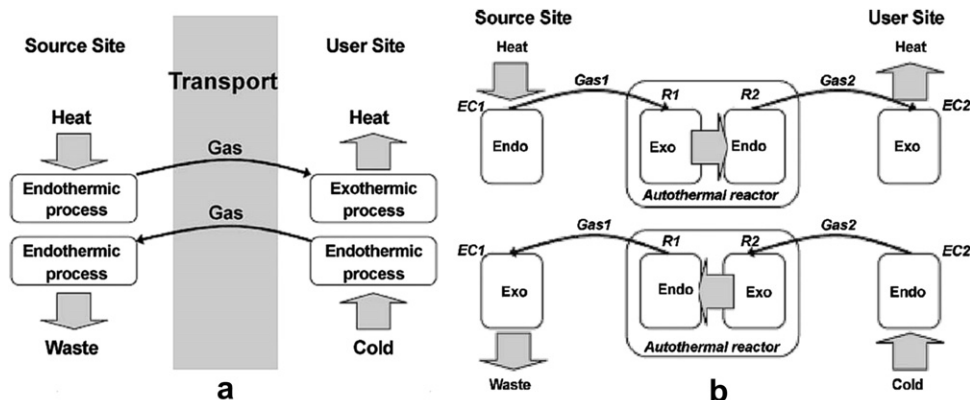 Source Site
User Site
Transport
Heat
Heat
Gas
Endothermic
process
Exothermic
process
Gas
Endothermic
process
Endothermic
process
Waste
Cold
a
Source Site
User Site
Heat
Heat
Gas1
Gas2
EC1
R1
R2
EC2
Endo
Exo
Endo
Exo
Autothermal reactor
Gas1
Gas2
EC1
R1
R2
EC2
Exo
Endo
Exo
Endo
Autothermal reactor
Waste
Cold
b